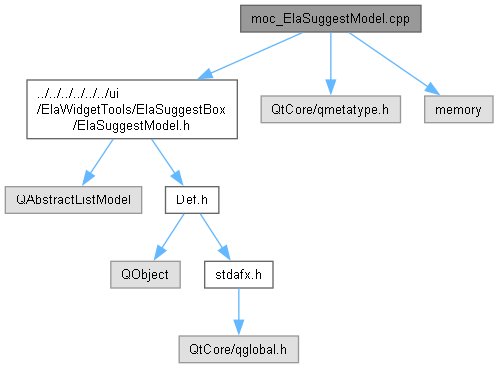 moc_ElaSuggestModel.cpp
../../../../../../ui
/ElaWidgetTools/ElaSuggestBox
/ElaSuggestModel.h
QtCore/qmetatype.h
memory
QAbstractListModel
Def.h
QObject
stdafx.h
QtCore/qglobal.h